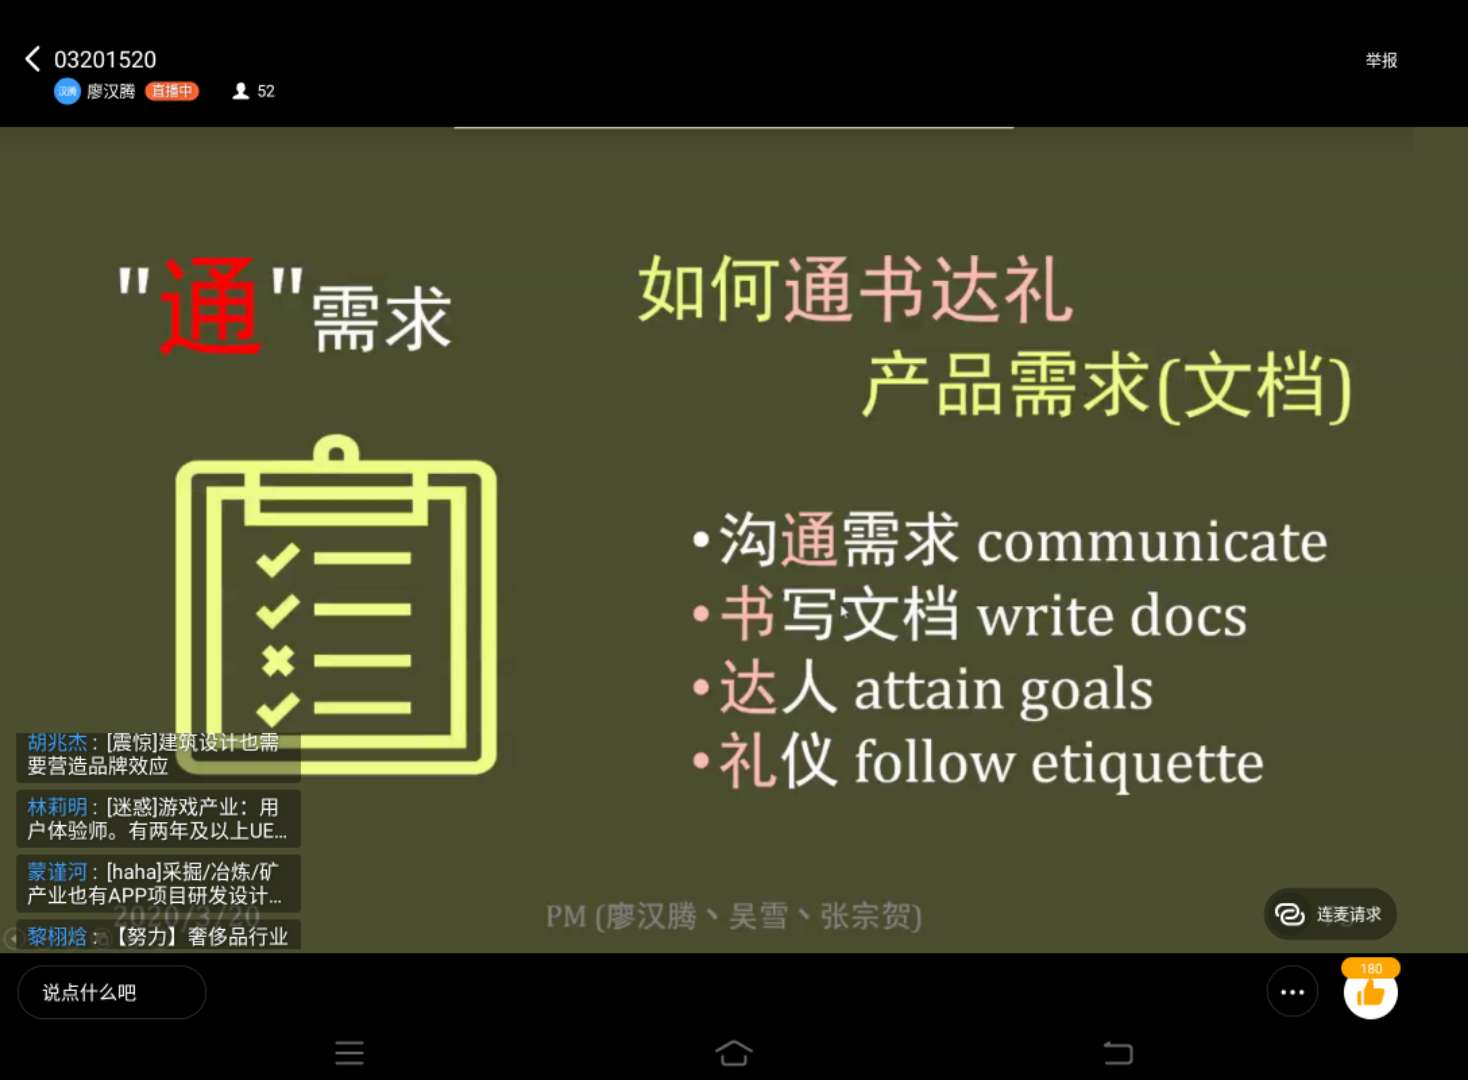 03201520
举报
汉腾 廖汉腾 直播中 52
"通"需求
如何通书达礼
产品需求(文档)
•沟通需求 communicate
•书写文档 write docs
•达人 attain goals
•礼仪 follow etiquette
胡兆杰：[震惊]建筑设计也需
要营造品牌效应
林莉明：[迷惑]游戏产业：用
户体验师。有两年及以上UE...
蒙谨河：[haha]采掘/冶炼/矿
产业也有APP项目研发设计...
2020/3/20
PM (廖汉腾、吴雪、张宗贺)
黎栩焓：【努力】奢侈品行业
连麦请求
说点什么吧
180